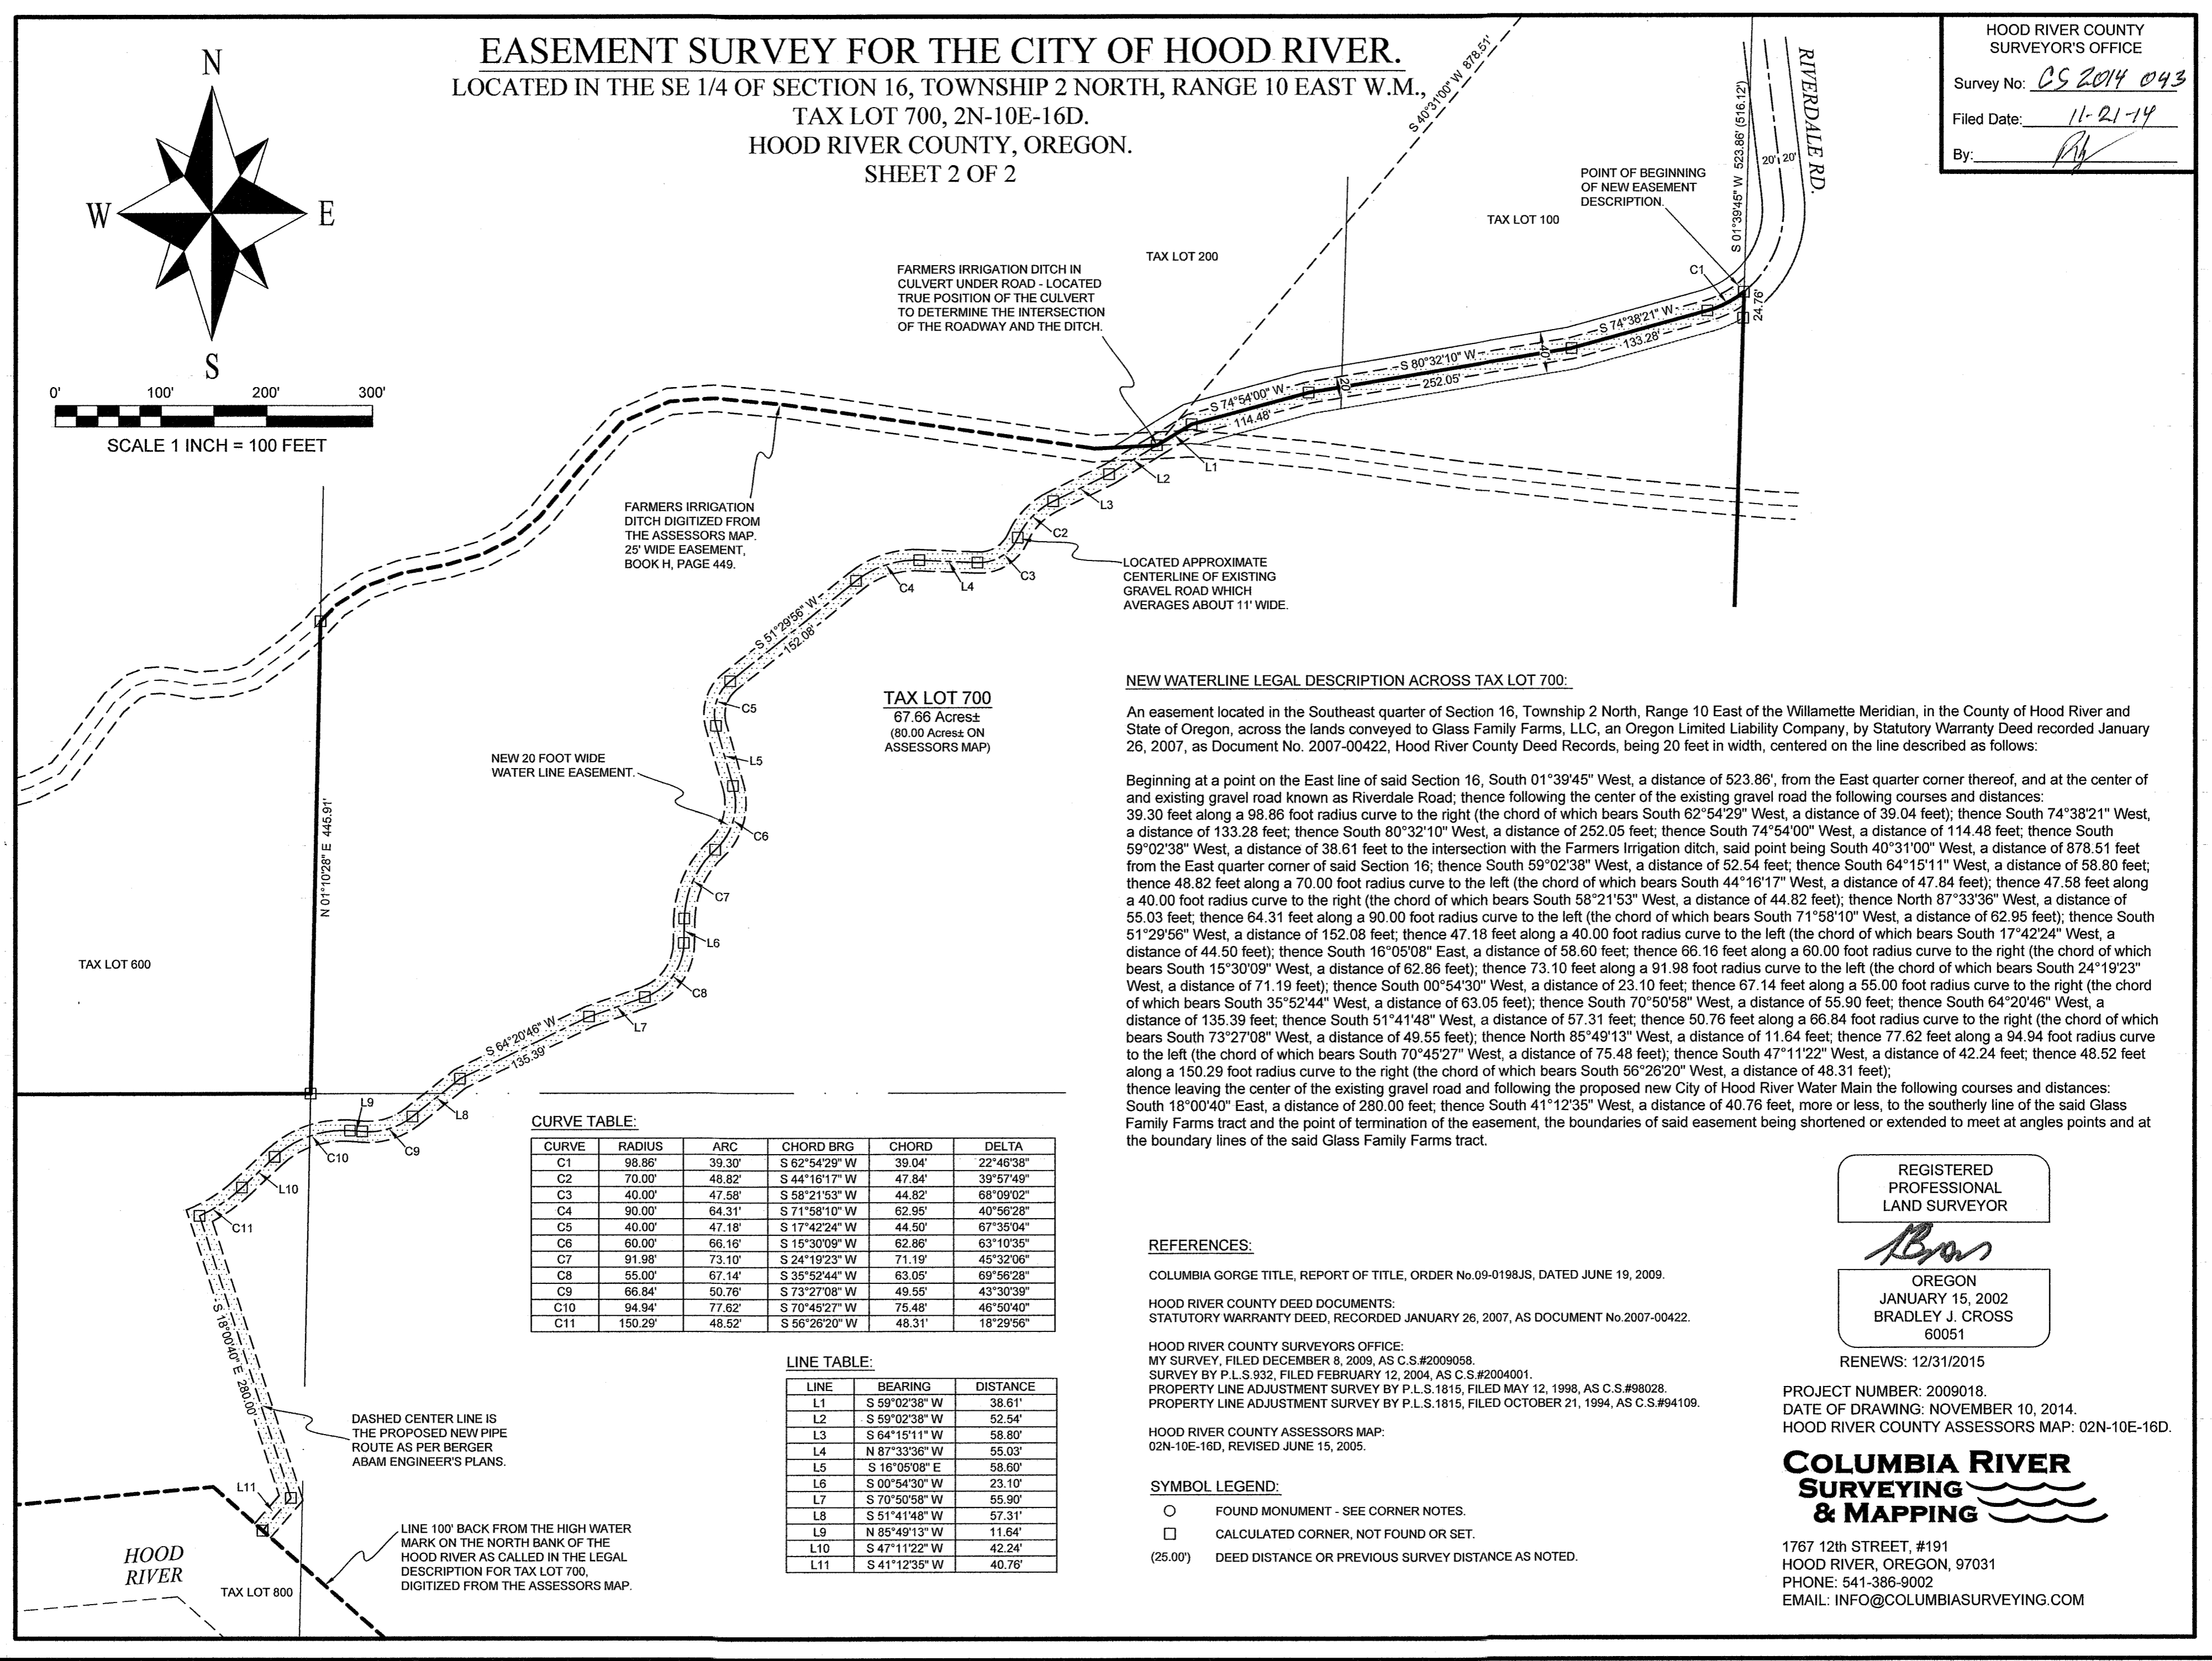 EASEMENT SURVEY FOR THE CITY OF HOOD RIVER.
LOCATED IN THE SE 1/4 OF SECTION 16, TOWNSHIP 2 NORTH, RANGE 10 EAST W.M.,
TAX LOT 700, 2N-10E-16D.
HOOD RIVER COUNTY, OREGON.
SHEET 2 OF 2
HOOD RIVER COUNTY
SURVEYOR'S OFFICE
Survey No: CS 2014 043
Filed Date: 11-21-14
By:
N
W
E
S
0' 100' 200' 300'
SCALE 1 INCH = 100 FEET
S 40°31'00" W 878.51'
S 01°39'45" W 523.86' (516.12')
20' 20'
RIVERDALE RD.
POINT OF BEGINNING
OF NEW EASEMENT
DESCRIPTION.
TAX LOT 100
TAX LOT 200
C1
24.76'
S 74°38'21" W
133.28'
40'
S 80°32'10" W
252.05'
20'
S 74°54'00" W
114.48'
FARMERS IRRIGATION DITCH IN
CULVERT UNDER ROAD - LOCATED
TRUE POSITION OF THE CULVERT
TO DETERMINE THE INTERSECTION
OF THE ROADWAY AND THE DITCH.
L1
L2
L3
C2
C3
L4
C4
LOCATED APPROXIMATE
CENTERLINE OF EXISTING
GRAVEL ROAD WHICH
AVERAGES ABOUT 11' WIDE.
FARMERS IRRIGATION
DITCH DIGITIZED FROM
THE ASSESSORS MAP.
25' WIDE EASEMENT,
BOOK H, PAGE 449.
S 51°29'56" W
152.08'
C5
L5
TAX LOT 700
67.66 Acres±
(80.00 Acres± ON
ASSESSORS MAP)
NEW 20 FOOT WIDE
WATER LINE EASEMENT.
C6
C7
L6
C8
L7
N 01°10'28" E 445.91'
TAX LOT 600
S 64°20'46" W
135.39'
L8
L9
C9
C10
L10
C11
S 18°00'40" E 280.00'
DASHED CENTER LINE IS
THE PROPOSED NEW PIPE
ROUTE AS PER BERGER
ABAM ENGINEER'S PLANS.
L11
LINE 100' BACK FROM THE HIGH WATER
MARK ON THE NORTH BANK OF THE
HOOD RIVER AS CALLED IN THE LEGAL
DESCRIPTION FOR TAX LOT 700,
DIGITIZED FROM THE ASSESSORS MAP.
HOOD
RIVER
TAX LOT 800
NEW WATERLINE LEGAL DESCRIPTION ACROSS TAX LOT 700:
An easement located in the Southeast quarter of Section 16, Township 2 North, Range 10 East of the Willamette Meridian, in the County of Hood River and
State of Oregon, across the lands conveyed to Glass Family Farms, LLC, an Oregon Limited Liability Company, by Statutory Warranty Deed recorded January
26, 2007, as Document No. 2007-00422, Hood River County Deed Records, being 20 feet in width, centered on the line described as follows:
Beginning at a point on the East line of said Section 16, South 01°39'45" West, a distance of 523.86', from the East quarter corner thereof, and at the center of
and existing gravel road known as Riverdale Road; thence following the center of the existing gravel road the following courses and distances:
39.30 feet along a 98.86 foot radius curve to the right (the chord of which bears South 62°54'29" West, a distance of 39.04 feet); thence South 74°38'21" West,
a distance of 133.28 feet; thence South 80°32'10" West, a distance of 252.05 feet; thence South 74°54'00" West, a distance of 114.48 feet; thence South
59°02'38" West, a distance of 38.61 feet to the intersection with the Farmers Irrigation ditch, said point being South 40°31'00" West, a distance of 878.51 feet
from the East quarter corner of said Section 16; thence South 59°02'38" West, a distance of 52.54 feet; thence South 64°15'11" West, a distance of 58.80 feet;
thence 48.82 feet along a 70.00 foot radius curve to the left (the chord of which bears South 44°16'17" West, a distance of 47.84 feet); thence 47.58 feet along
a 40.00 foot radius curve to the right (the chord of which bears South 58°21'53" West, a distance of 44.82 feet); thence North 87°33'36" West, a distance of
55.03 feet; thence 64.31 feet along a 90.00 foot radius curve to the left (the chord of which bears South 71°58'10" West, a distance of 62.95 feet); thence South
51°29'56" West, a distance of 152.08 feet; thence 47.18 feet along a 40.00 foot radius curve to the left (the chord of which bears South 17°42'24" West, a
distance of 44.50 feet); thence South 16°05'08" East, a distance of 58.60 feet; thence 66.16 feet along a 60.00 foot radius curve to the right (the chord of which
bears South 15°30'09" West, a distance of 62.86 feet); thence 73.10 feet along a 91.98 foot radius curve to the left (the chord of which bears South 24°19'23"
West, a distance of 71.19 feet); thence South 00°54'30" West, a distance of 23.10 feet; thence 67.14 feet along a 55.00 foot radius curve to the right (the chord
of which bears South 35°52'44" West, a distance of 63.05 feet); thence South 70°50'58" West, a distance of 55.90 feet; thence South 64°20'46" West, a
distance of 135.39 feet; thence South 51°41'48" West, a distance of 57.31 feet; thence 50.76 feet along a 66.84 foot radius curve to the right (the chord of which
bears South 73°27'08" West, a distance of 49.55 feet); thence North 85°49'13" West, a distance of 11.64 feet; thence 77.62 feet along a 94.94 foot radius curve
to the left (the chord of which bears South 70°45'27" West, a distance of 75.48 feet); thence South 47°11'22" West, a distance of 42.24 feet; thence 48.52 feet
along a 150.29 foot radius curve to the right (the chord of which bears South 56°26'20" West, a distance of 48.31 feet);
thence leaving the center of the existing gravel road and following the proposed new City of Hood River Water Main the following courses and distances:
South 18°00'40" East, a distance of 280.00 feet; thence South 41°12'35" West, a distance of 40.76 feet, more or less, to the southerly line of the said Glass
Family Farms tract and the point of termination of the easement, the boundaries of said easement being shortened or extended to meet at angles points and at
the boundary lines of the said Glass Family Farms tract.
CURVE TABLE:
CURVE RADIUS ARC CHORD BRG CHORD DELTA
C1 98.86' 39.30' S 62°54'29" W 39.04' 22°46'38"
C2 70.00' 48.82' S 44°16'17" W 47.84' 39°57'49"
C3 40.00' 47.58' S 58°21'53" W 44.82' 68°09'02"
C4 90.00' 64.31' S 71°58'10" W 62.95' 40°56'28"
C5 40.00' 47.18' S 17°42'24" W 44.50' 67°35'04"
C6 60.00' 66.16' S 15°30'09" W 62.86' 63°10'35"
C7 91.98' 73.10' S 24°19'23" W 71.19' 45°32'06"
C8 55.00' 67.14' S 35°52'44" W 63.05' 69°56'28"
C9 66.84' 50.76' S 73°27'08" W 49.55' 43°30'39"
C10 94.94' 77.62' S 70°45'27" W 75.48' 46°50'40"
C11 150.29' 48.52' S 56°26'20" W 48.31' 18°29'56"
LINE TABLE:
LINE BEARING DISTANCE
L1 S 59°02'38" W 38.61'
L2 S 59°02'38" W 52.54'
L3 S 64°15'11" W 58.80'
L4 N 87°33'36" W 55.03'
L5 S 16°05'08" E 58.60'
L6 S 00°54'30" W 23.10'
L7 S 70°50'58" W 55.90'
L8 S 51°41'48" W 57.31'
L9 N 85°49'13" W 11.64'
L10 S 47°11'22" W 42.24'
L11 S 41°12'35" W 40.76'
REFERENCES:
COLUMBIA GORGE TITLE, REPORT OF TITLE, ORDER No.09-0198JS, DATED JUNE 19, 2009.
HOOD RIVER COUNTY DEED DOCUMENTS:
STATUTORY WARRANTY DEED, RECORDED JANUARY 26, 2007, AS DOCUMENT No.2007-00422.
HOOD RIVER COUNTY SURVEYORS OFFICE:
MY SURVEY, FILED DECEMBER 8, 2009, AS C.S.#2009058.
SURVEY BY P.L.S.932, FILED FEBRUARY 12, 2004, AS C.S.#2004001.
PROPERTY LINE ADJUSTMENT SURVEY BY P.L.S.1815, FILED MAY 12, 1998, AS C.S.#98028.
PROPERTY LINE ADJUSTMENT SURVEY BY P.L.S.1815, FILED OCTOBER 21, 1994, AS C.S.#94109.
HOOD RIVER COUNTY ASSESSORS MAP:
02N-10E-16D, REVISED JUNE 15, 2005.
SYMBOL LEGEND:
FOUND MONUMENT - SEE CORNER NOTES.
CALCULATED CORNER, NOT FOUND OR SET.
(25.00') DEED DISTANCE OR PREVIOUS SURVEY DISTANCE AS NOTED.
REGISTERED
PROFESSIONAL
LAND SURVEYOR
OREGON
JANUARY 15, 2002
BRADLEY J. CROSS
60051
RENEWS: 12/31/2015
PROJECT NUMBER: 2009018.
DATE OF DRAWING: NOVEMBER 10, 2014.
HOOD RIVER COUNTY ASSESSORS MAP: 02N-10E-16D.
COLUMBIA RIVER
SURVEYING
& MAPPING
1767 12th STREET, #191
HOOD RIVER, OREGON, 97031
PHONE: 541-386-9002
EMAIL: INFO@COLUMBIASURVEYING.COM